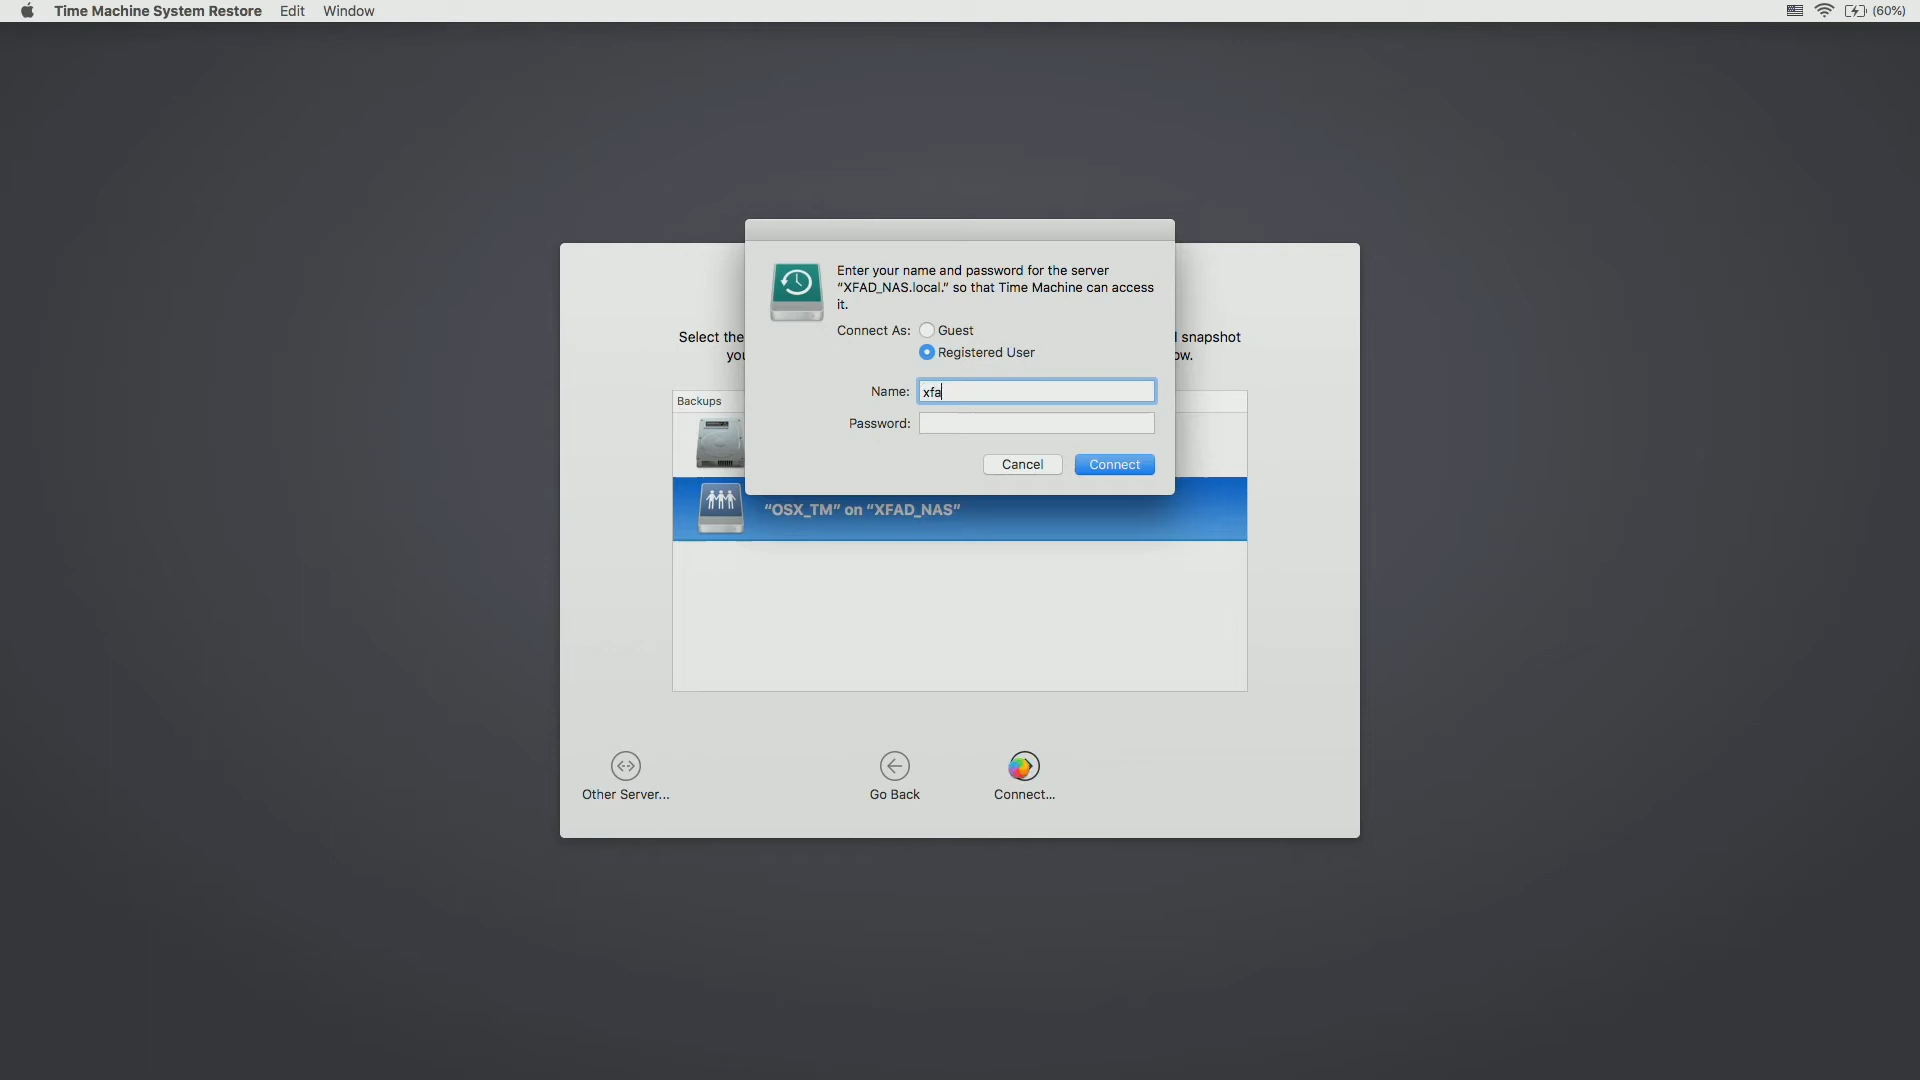 Time Machine System Restore Edit Window (60%)
Enter your name and password for the server
“XFAD_NAS.local.” so that Time Machine can access
it.
Connect As: Guest
Registered User
Select the
snapshot
Name: xfa
Backups
Password:
Cancel Connect
“OSX_TM” on “XFAD_NAS”
Other Server...
Go Back
Connect...